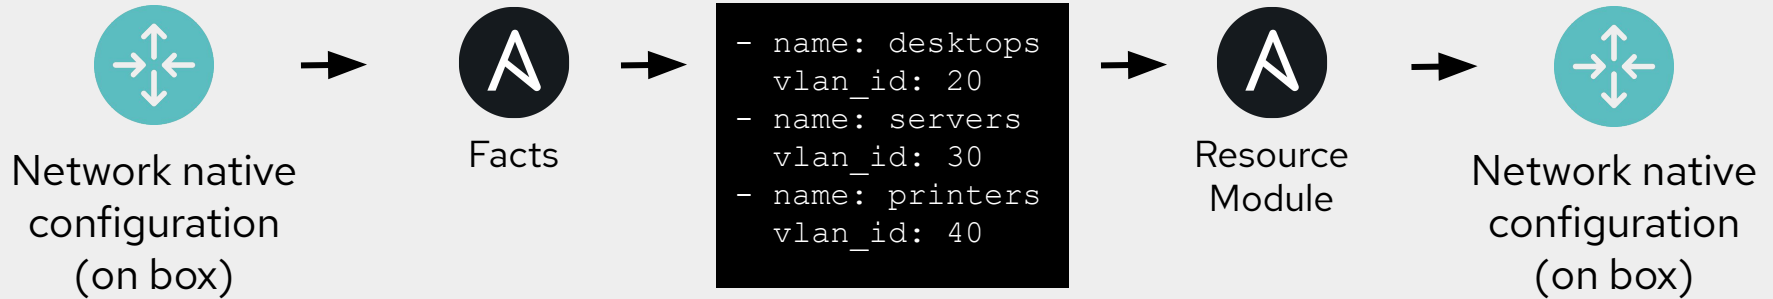 Network native
configuration
(on box)
Facts
- name: desktops
  vlan_id: 20
- name: servers
  vlan_id: 30
- name: printers
  vlan_id: 40
Resource
Module
Network native
configuration
(on box)